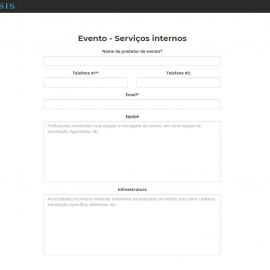 SIS
Evento - Serviços internos
Nome do produtor do evento*
Telefone #1*:
Telefone #2:
Email*
Equipe
Profissionais envolvidos na produção e montagem do evento, tais como equipe de
iluminação, figurinistas, etc.
Infraestrutura
Necessidades técnicas e materiais envolvidos na realização do evento, tais como, cadeiras,
iluminação específica, slideshow, etc.